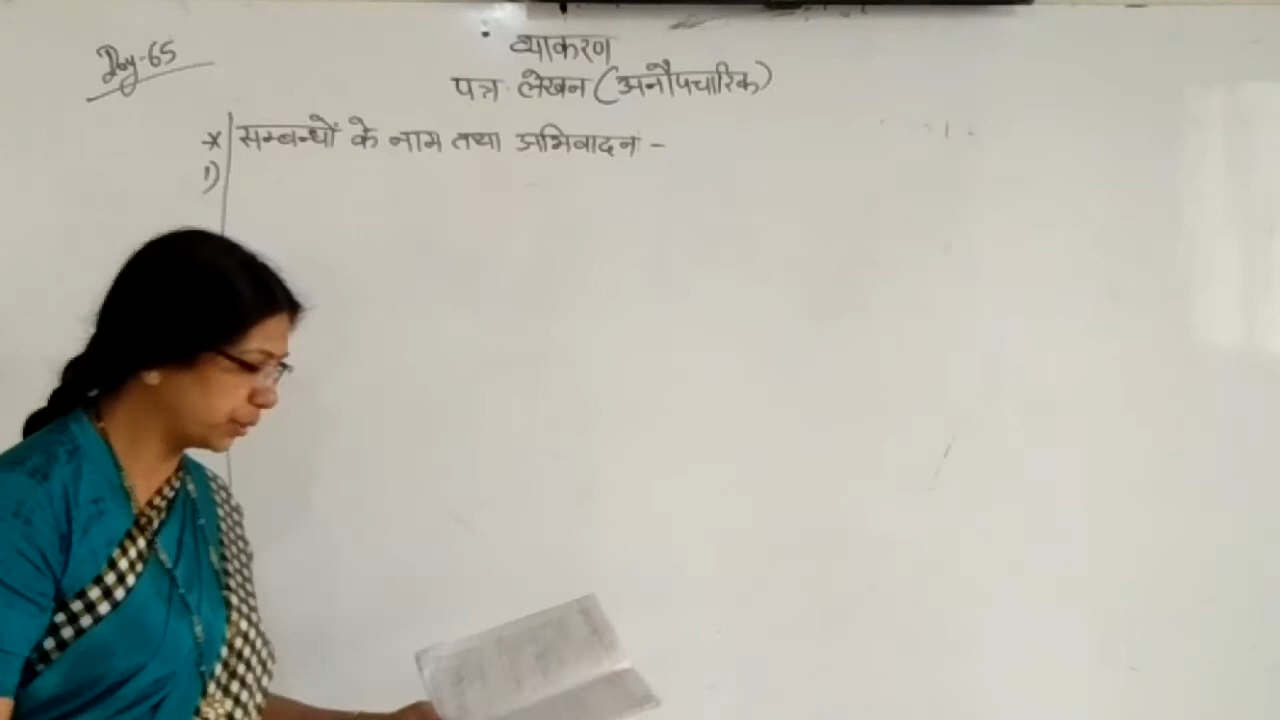 Day-65
व्याकरण
पत्र लेखन (अनौपचारिक)
* सम्बन्धों के नाम तथा अभिवादन -
1)